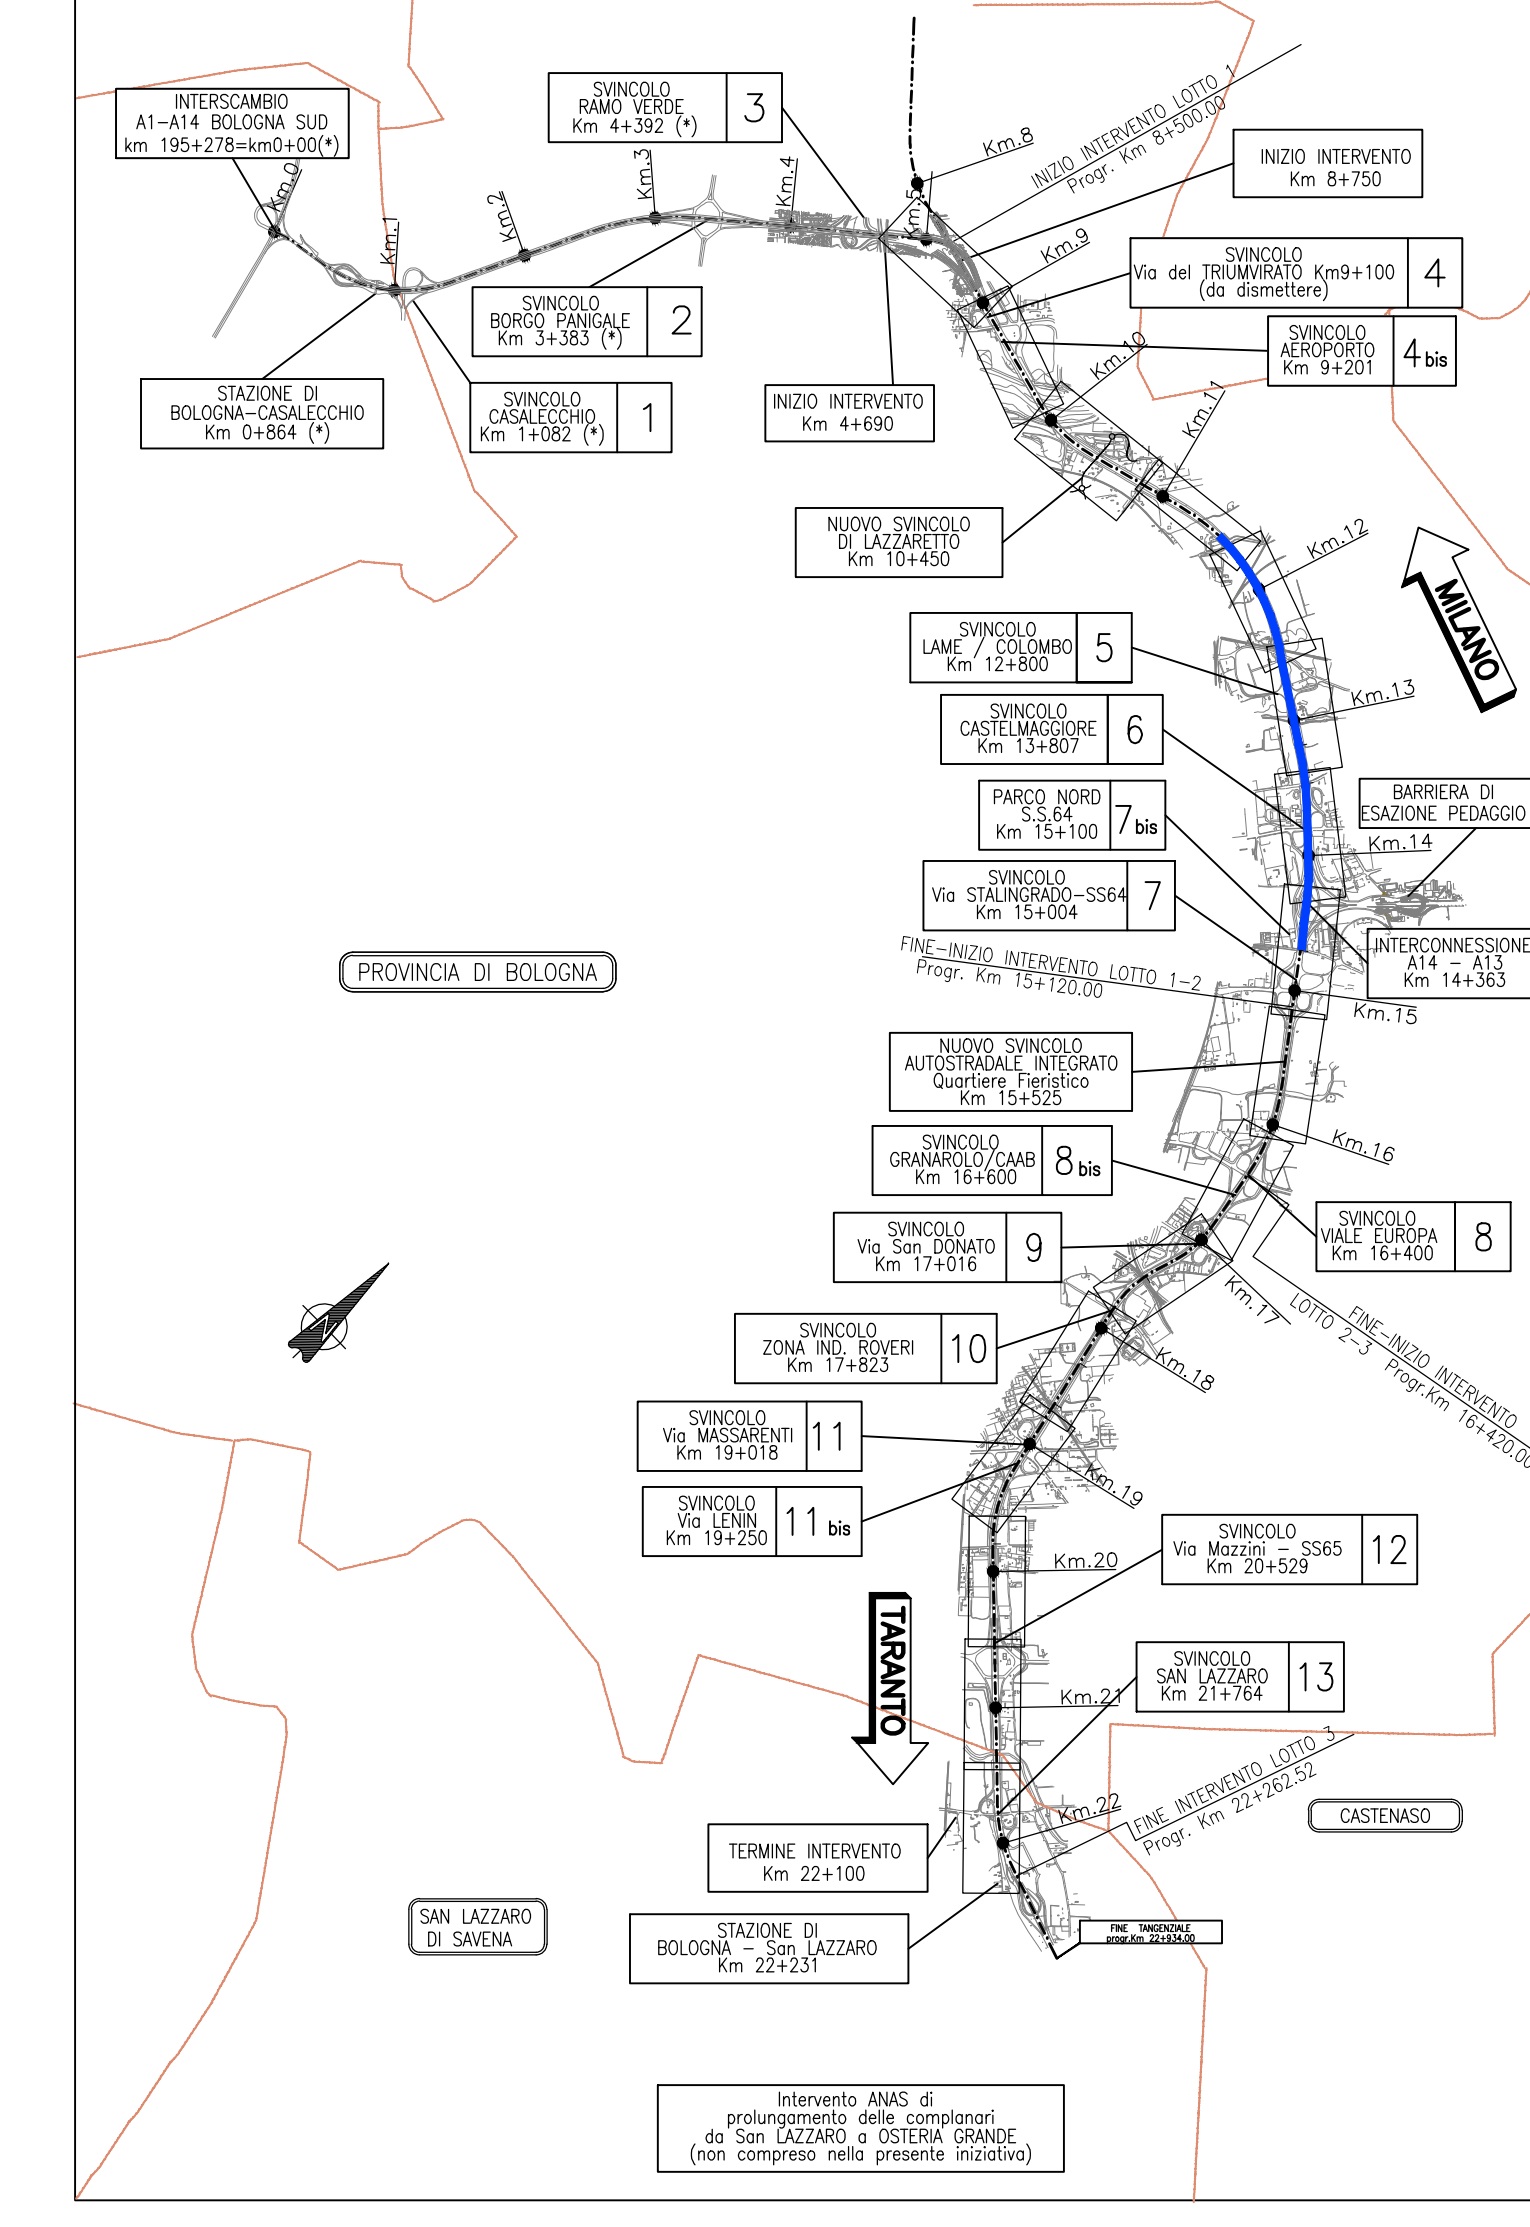 INTERSCAMBIO
A1-A14 BOLOGNA SUD
km 195+278=km0+00(*)
SVINCOLO
RAMO VERDE
Km 4+392 (*)
3
INIZIO INTERVENTO LOTTO 1
Progr. Km 8+500.00
INIZIO INTERVENTO
Km 8+750
Km.0
Km.1
Km.2
Km.3
Km.4
Km.5
Km.8
Km.9
SVINCOLO
Via del TRIUMVIRATO Km9+100
(da dismettere)
4
SVINCOLO
BORGO PANIGALE
Km 3+383 (*)
2
SVINCOLO
AEROPORTO
Km 9+201
4 bis
STAZIONE DI
BOLOGNA-CASALECCHIO
Km 0+864 (*)
SVINCOLO
CASALECCHIO
Km 1+082 (*)
1
INIZIO INTERVENTO
Km 4+690
Km.10
Km.11
NUOVO SVINCOLO
DI LAZZARETTO
Km 10+450
Km.12
MILANO
SVINCOLO
LAME / COLOMBO
Km 12+800
5
Km.13
SVINCOLO
CASTELMAGGIORE
Km 13+807
6
PARCO NORD
S.S.64
Km 15+100
7 bis
BARRIERA DI
ESAZIONE PEDAGGIO
Km.14
SVINCOLO
Via STALINGRADO-SS64
Km 15+004
7
FINE-INIZIO INTERVENTO LOTTO 1-2
Progr. Km 15+120.00
INTERCONNESSIONE
A14 - A13
Km 14+363
PROVINCIA DI BOLOGNA
Km.15
NUOVO SVINCOLO
AUTOSTRADALE INTEGRATO
Quartiere Fieristico
Km 15+525
Km.16
SVINCOLO
GRANAROLO/CAAB
Km 16+600
8 bis
SVINCOLO
Via San DONATO
Km 17+016
9
SVINCOLO
VIALE EUROPA
Km 16+400
8
Km.17
FINE-INIZIO INTERVENTO
LOTTO 2-3 Progr.Km 16+420.00
SVINCOLO
ZONA IND. ROVERI
Km 17+823
10
Km.18
SVINCOLO
Via MASSARENTI
Km 19+018
11
Km.19
SVINCOLO
Via LENIN
Km 19+250
11 bis
SVINCOLO
Via Mazzini - SS65
Km 20+529
12
Km.20
TARANTO
SVINCOLO
SAN LAZZARO
Km 21+764
13
Km.21
FINE INTERVENTO LOTTO 3
Progr. Km 22+262.52
Km.22
CASTENASO
TERMINE INTERVENTO
Km 22+100
SAN LAZZARO
DI SAVENA
STAZIONE DI
BOLOGNA - San LAZZARO
Km 22+231
FINE TANGENZIALE
progr.Km 22+934.00
Intervento ANAS di
prolungamento delle complanari
da San LAZZARO a OSTERIA GRANDE
(non compreso nella presente iniziativa)